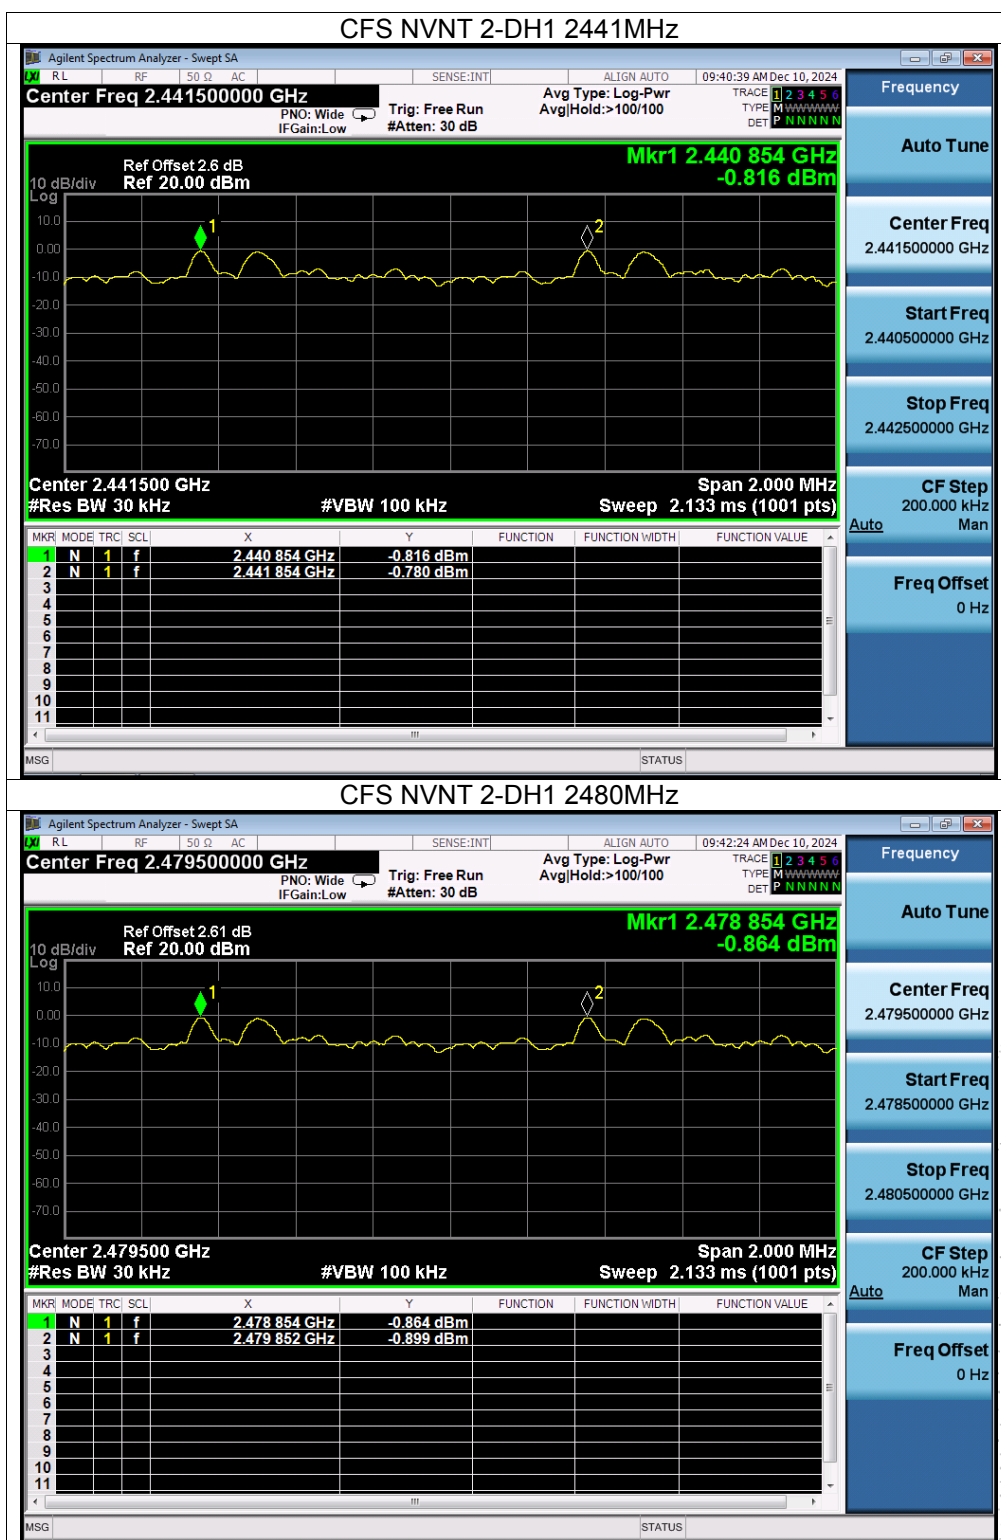 CFS NVNT 2-DH1 2441MHz
Agilent Spectrum Analyzer - Swept SA
LXI RL RF 50 Ω AC SENSE:INT ALIGN AUTO 09:40:39 AM Dec 10, 2024
Center Freq 2.441500000 GHz
PNO: Wide
IFGain:Low
Trig: Free Run
#Atten: 30 dB
Avg Type: Log-Pwr
Avg|Hold:>100/100
TRACE 1 2 3 4 5 6
TYPE M WWWWW
DET P N N N N N
Mkr1 2.440 854 GHz
-0.816 dBm
Ref Offset 2.6 dB
10 dB/div Ref 20.00 dBm
Log
10.0
0.00
-10.0
-20.0
-30.0
-40.0
-50.0
-60.0
-70.0
1
2
Center 2.441500 GHz Span 2.000 MHz
#Res BW 30 kHz #VBW 100 kHz Sweep 2.133 ms (1001 pts)
MKR MODE TRC SCL X Y FUNCTION FUNCTION WIDTH FUNCTION VALUE
1 N 1 f 2.440 854 GHz -0.816 dBm
2 N 1 f 2.441 854 GHz -0.780 dBm
3
4
5
6
7
8
9
10
11
MSG STATUS
Frequency
Auto Tune
Center Freq
2.441500000 GHz
Start Freq
2.440500000 GHz
Stop Freq
2.442500000 GHz
CF Step
200.000 kHz
Auto Man
Freq Offset
0 Hz
CFS NVNT 2-DH1 2480MHz
Agilent Spectrum Analyzer - Swept SA
LXI RL RF 50 Ω AC SENSE:INT ALIGN AUTO 09:42:24 AM Dec 10, 2024
Center Freq 2.479500000 GHz
PNO: Wide
IFGain:Low
Trig: Free Run
#Atten: 30 dB
Avg Type: Log-Pwr
Avg|Hold:>100/100
TRACE 1 2 3 4 5 6
TYPE M WWWWW
DET P N N N N N
Mkr1 2.478 854 GHz
-0.864 dBm
Ref Offset 2.61 dB
10 dB/div Ref 20.00 dBm
Log
10.0
0.00
-10.0
-20.0
-30.0
-40.0
-50.0
-60.0
-70.0
1
2
Center 2.479500 GHz Span 2.000 MHz
#Res BW 30 kHz #VBW 100 kHz Sweep 2.133 ms (1001 pts)
MKR MODE TRC SCL X Y FUNCTION FUNCTION WIDTH FUNCTION VALUE
1 N 1 f 2.478 854 GHz -0.864 dBm
2 N 1 f 2.479 852 GHz -0.899 dBm
3
4
5
6
7
8
9
10
11
MSG STATUS
Frequency
Auto Tune
Center Freq
2.479500000 GHz
Start Freq
2.478500000 GHz
Stop Freq
2.480500000 GHz
CF Step
200.000 kHz
Auto Man
Freq Offset
0 Hz